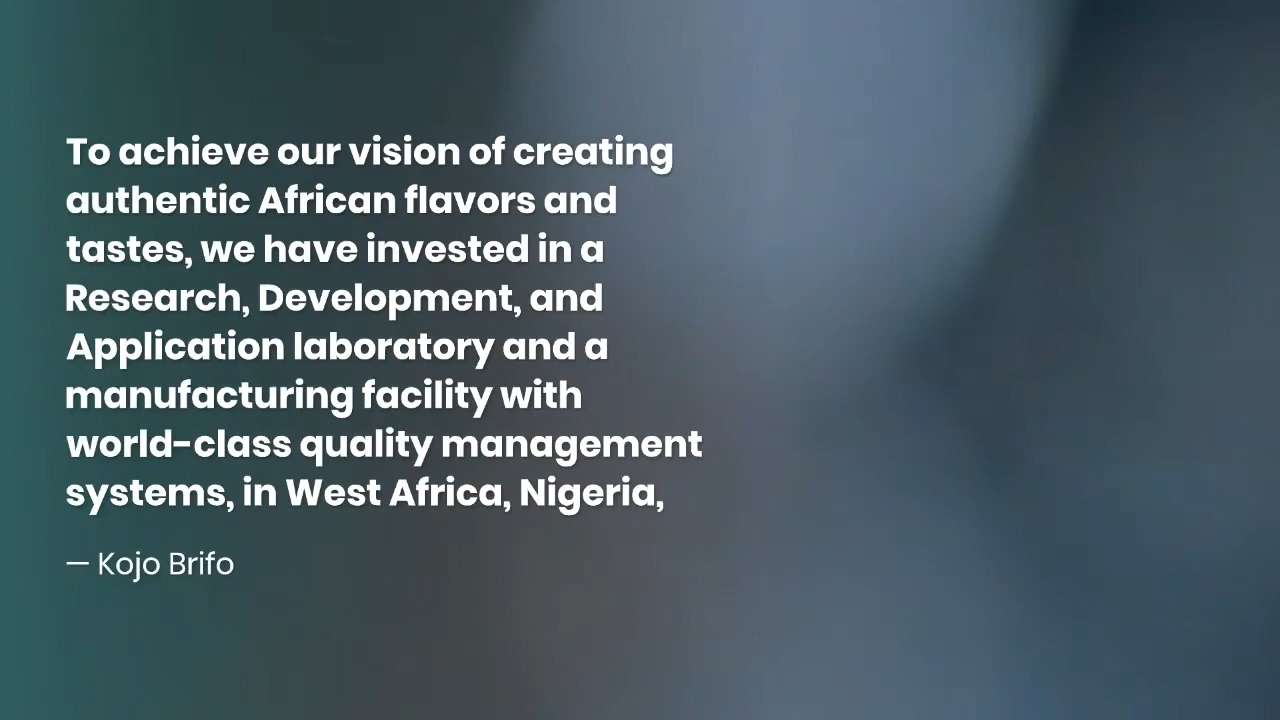 To achieve our vision of creating
authentic African flavors and
tastes, we have invested in a
Research, Development, and
Application laboratory and a
manufacturing facility with
world-class quality management
systems, in West Africa, Nigeria,
— Kojo Brifo